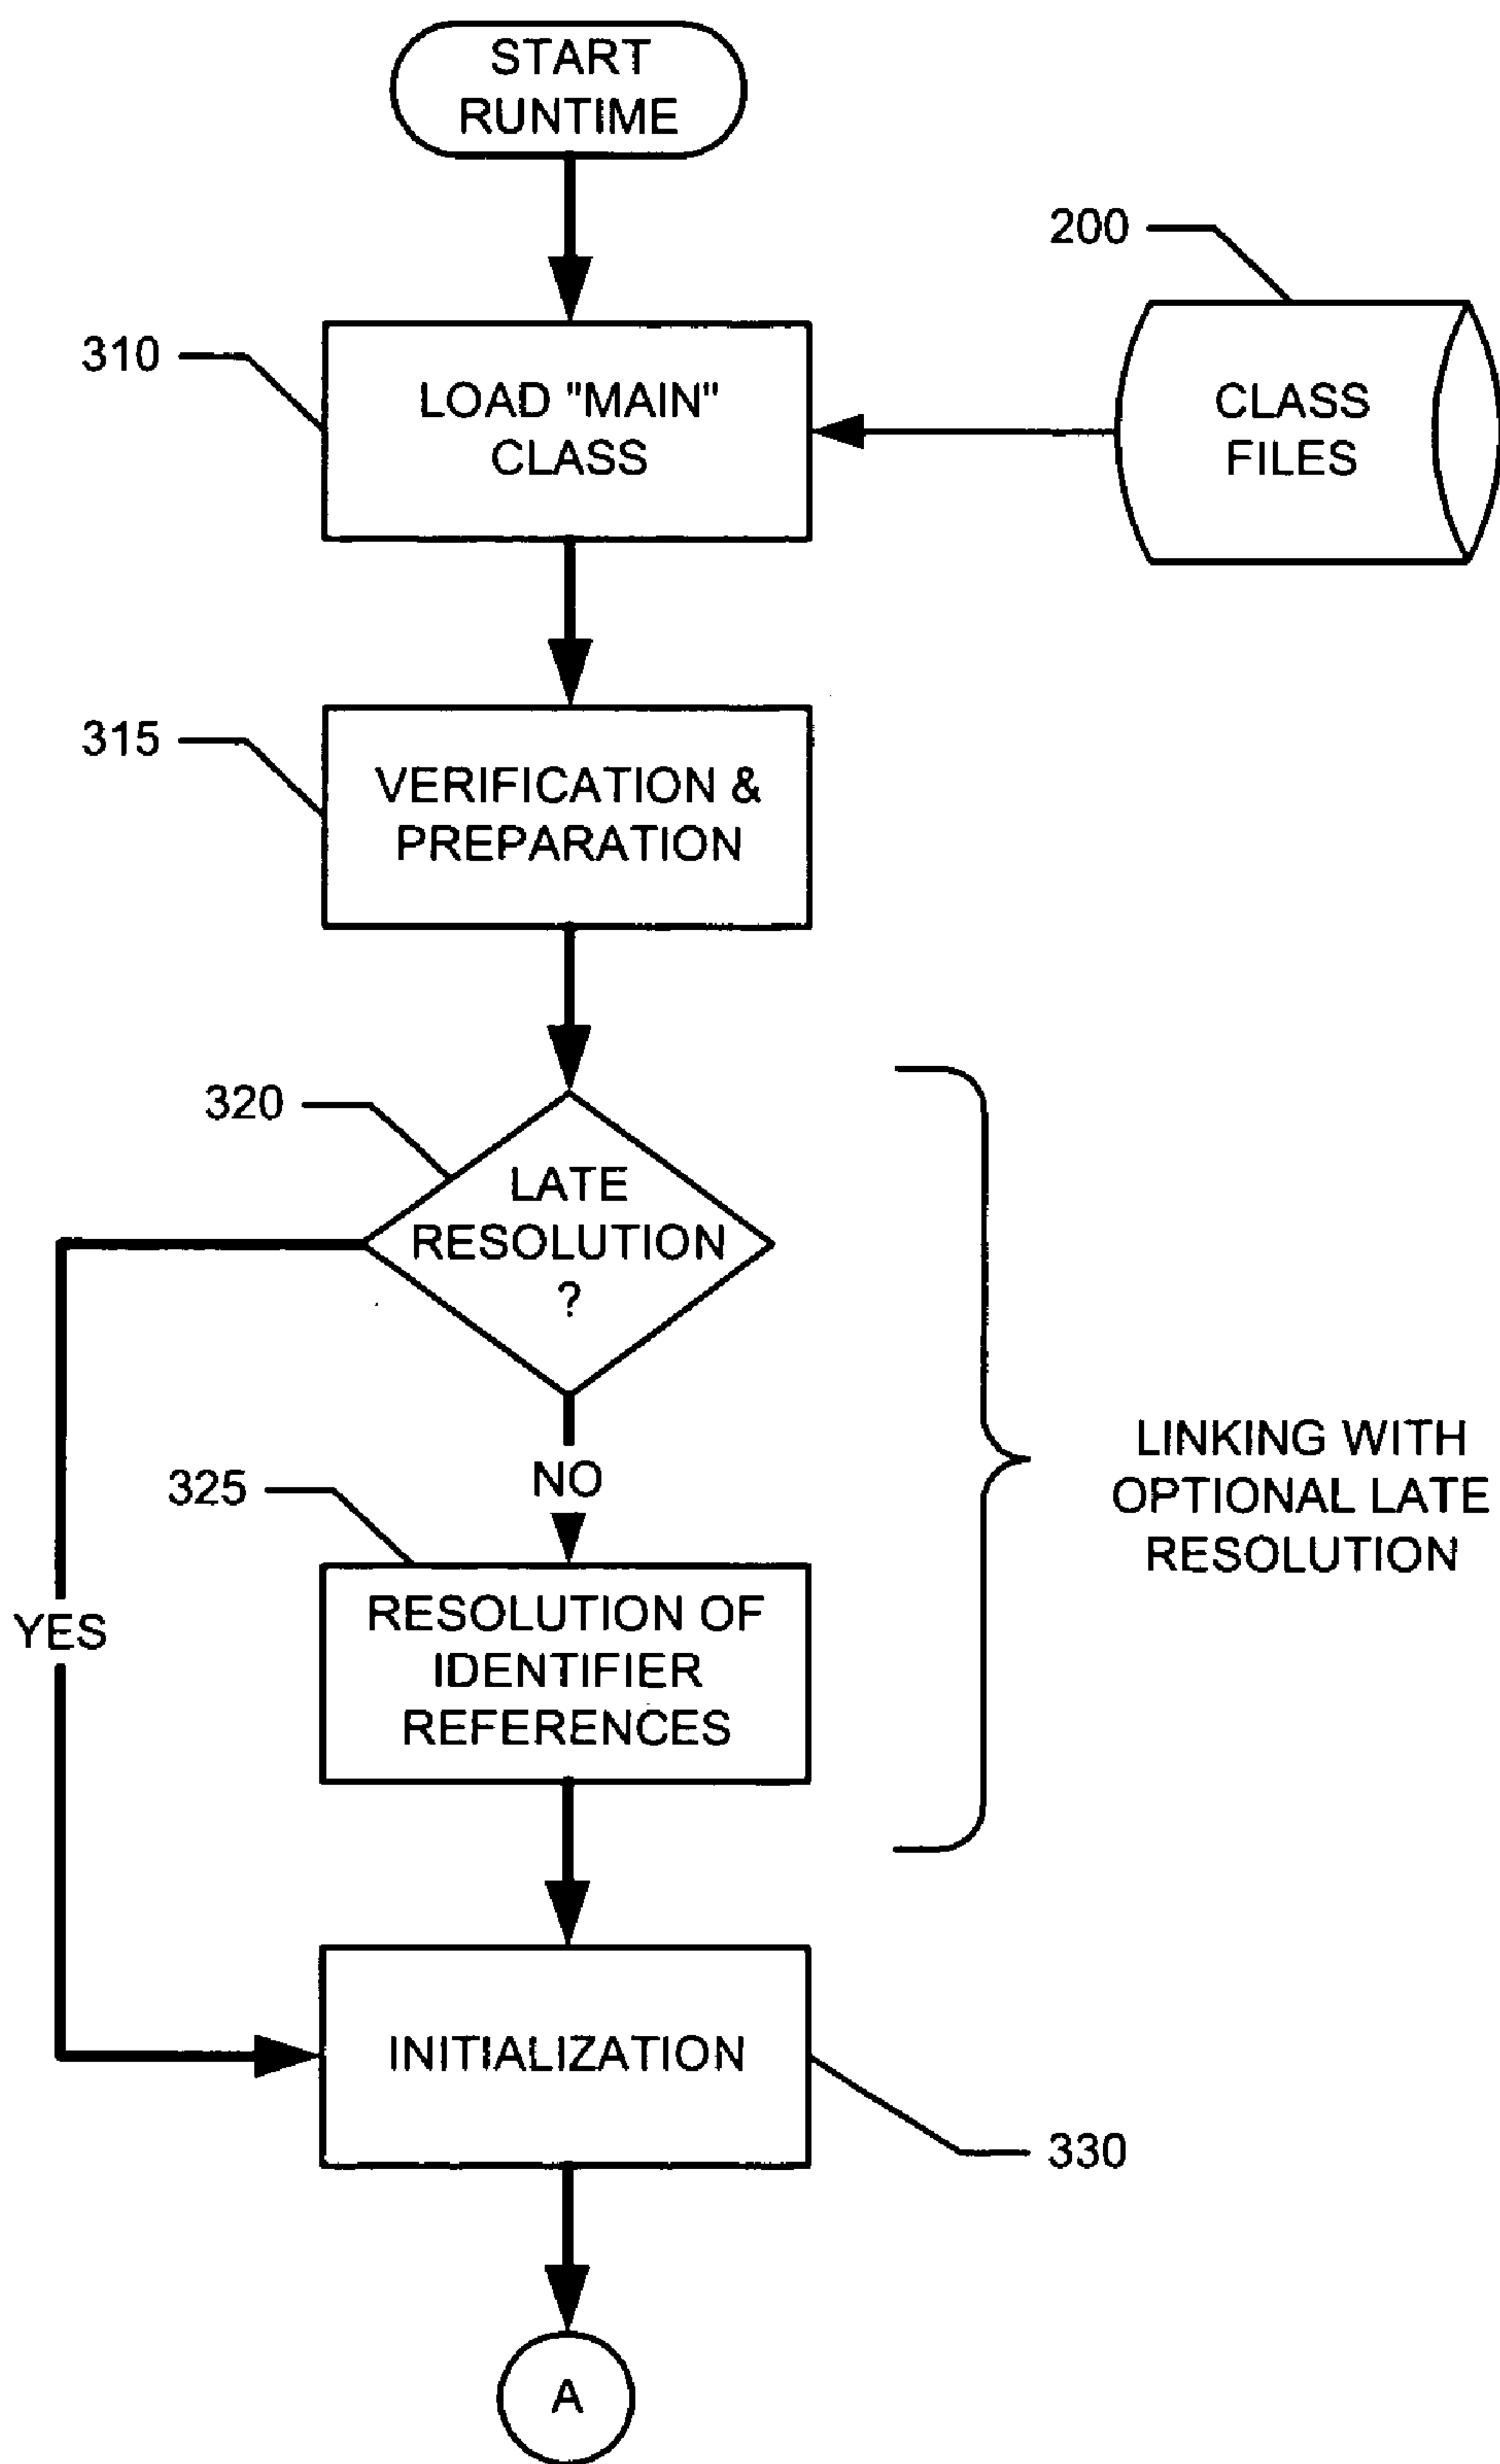 START
RUNTIME
200
310
LOAD "MAIN"
CLASS
CLASS
FILES
315
VERIFICATION &
PREPARATION
320
LATE
RESOLUTION
?
NO
325
LINKING WITH
OPTIONAL LATE
RESOLUTION
YES
RESOLUTION OF
IDENTIFIER
REFERENCES
INITIALIZATION
330
A